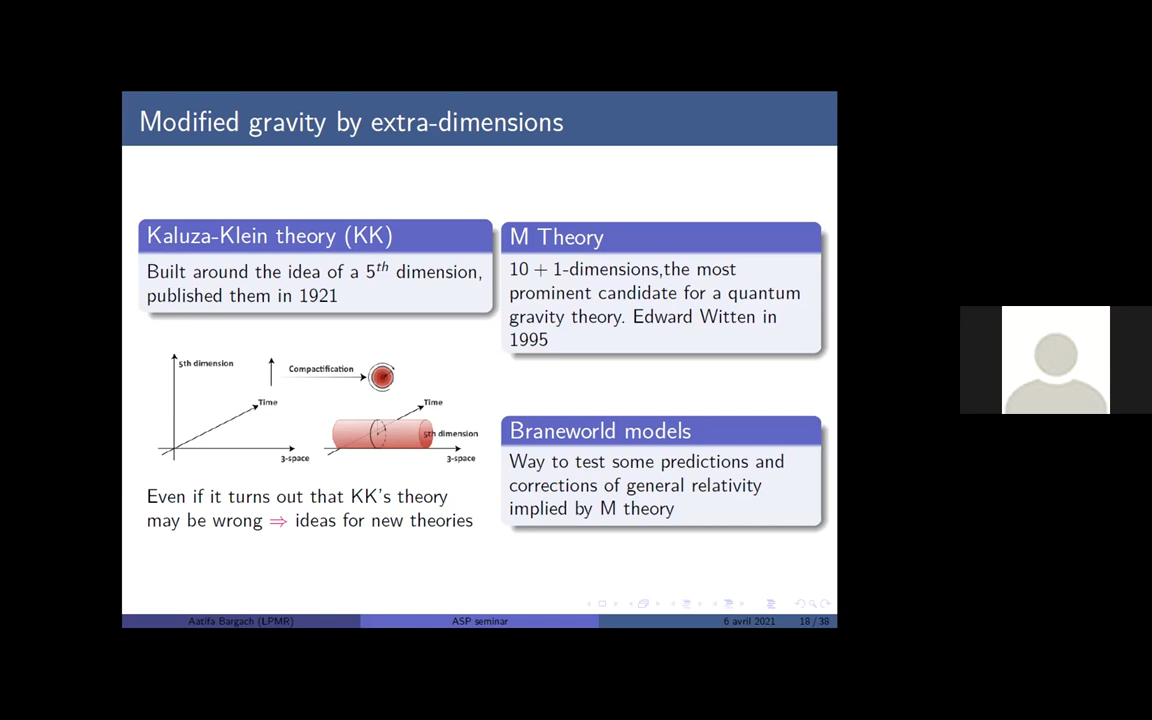 Modified gravity by extra-dimensions
Kaluza-Klein theory (KK)
Built around the idea of a 5th dimension,
published them in 1921
5th dimension
Time
3-space
Compactification
Time
5th dimension
3-space
Even if it turns out that KK's theory
may be wrong ⇒ ideas for new theories
M Theory
10 + 1-dimensions,the most
prominent candidate for a quantum
gravity theory. Edward Witten in
1995
Braneworld models
Way to test some predictions and
corrections of general relativity
implied by M theory
Aatifa Bargach (LPMR)
ASP seminar
6 avril 2021
18 / 38